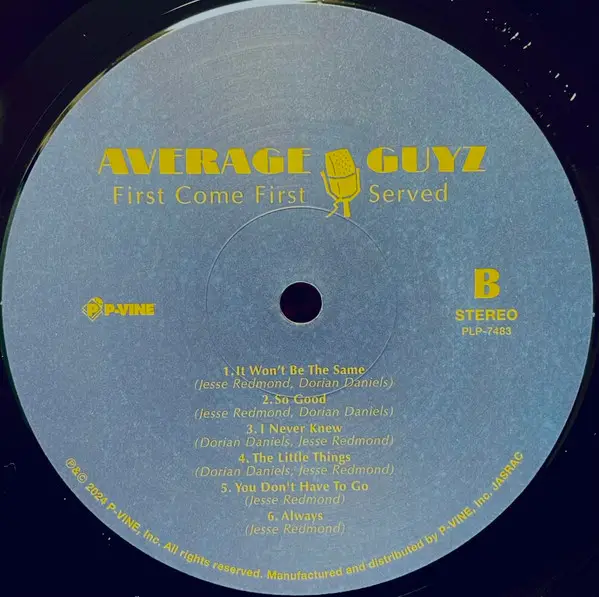 AVERAGE GUYZ
First Come First Served
P P-VINE
B
STEREO
PLP-7483
1. It Won't Be The Same
(Jesse Redmond, Dorian Daniels)
2. So Good
(Jesse Redmond, Dorian Daniels)
3. I Never Knew
(Dorian Daniels, Jesse Redmond)
4. The Little Things
(Dorian Daniels, Jesse Redmond)
5. You Don't Have To Go
(Jesse Redmond)
6. Always
(Jesse Redmond)
℗&© 2024 P-VINE, Inc. All rights reserved. Manufactured and distributed by P-VINE, Inc. JASRAC